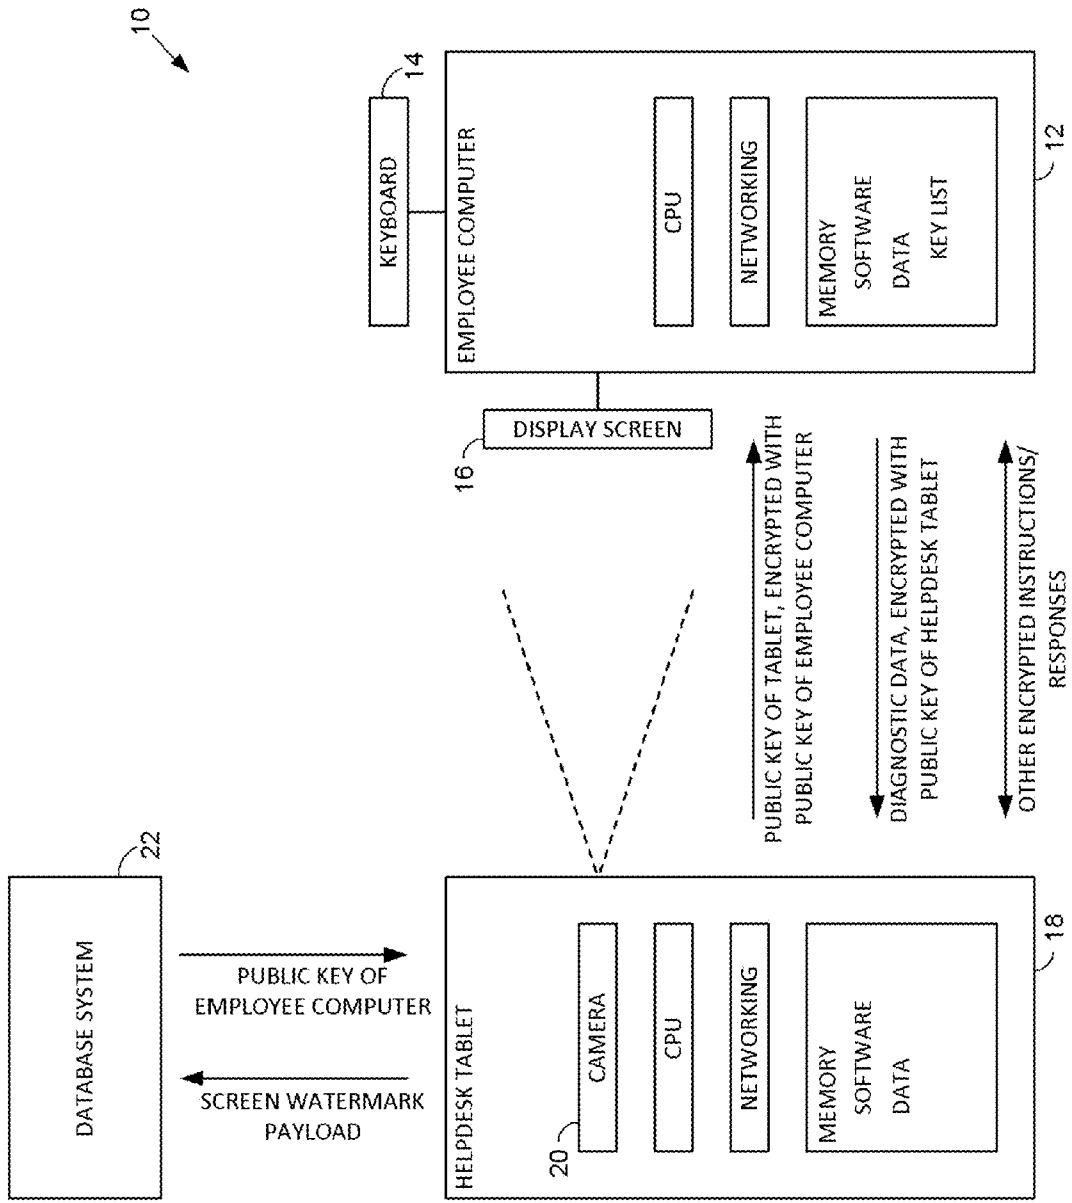 10
DATABASE SYSTEM
22
PUBLIC KEY OF
EMPLOYEE COMPUTER
SCREEN WATERMARK
PAYLOAD
HELPDESK TABLET
CAMERA
20
CPU
NETWORKING
MEMORY
SOFTWARE
DATA
18
PUBLIC KEY OF TABLET, ENCRYPTED WITH
PUBLIC KEY OF EMPLOYEE COMPUTER
DIAGNOSTIC DATA, ENCRYPTED WITH
PUBLIC KEY OF HELPDESK TABLET
OTHER ENCRYPTED INSTRUCTIONS/
RESPONSES
KEYBOARD
14
DISPLAY SCREEN
16
EMPLOYEE COMPUTER
CPU
NETWORKING
MEMORY
SOFTWARE
DATA
KEY LIST
12